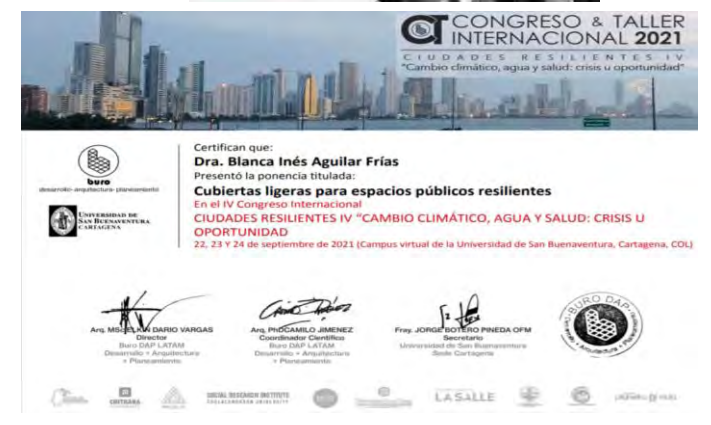 CONGRESO & TALLER
INTERNACIONAL 2021
CIUDADES RESILIENTES IV
"Cambio climático, agua y salud: crisis u oportunidad"
Certifican que:
Dra. Blanca Inés Aguilar Frías
Presentó la ponencia titulada:
Cubiertas ligeras para espacios públicos resilientes
En el IV Congreso Internacional
CIUDADES RESILIENTES IV "CAMBIO CLIMÁTICO, AGUA Y SALUD: CRISIS U
OPORTUNIDAD
22, 23 Y 24 de septiembre de 2021 (Campus virtual de la Universidad de San Buenaventura, Cartagena, COL)
buro
desarrollo-arquitectura-planeamiento
UNIVERSIDAD DE
SAN BUENAVENTURA
CARTAGENA
DARIO VARGAS
Director
Buro DAP LATAM
Desarrollo + Arquitectura
+ Planeamiento
Arq. PhD CAMILO JIMENEZ
Coordinador Científico
Buro DAP LATAM
Desarrollo + Arquitectura
+ Planeamiento
Fray. JORGE BOTERO PINEDA OFM
Secretario
Universidad de San Buenaventura
Sede Cartagena
BURO DAP
SOCIAL RESEARCH INSTITUTE
LA SALLE